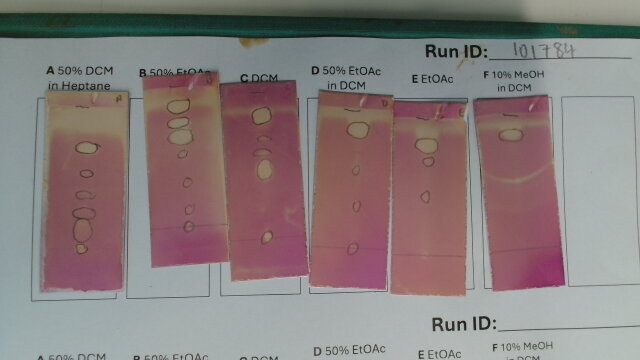 Run ID: 101784
A 50% DCM
in Heptane
B 50% EtOAc
C DCM
D 50% EtOAc
in DCM
E EtOAc
F 10% MeOH
in DCM
Run ID:
A 50% DCM
B 50% EtOAc
C DCM
D 50% EtOAc
E EtOAc
F 10% MeOH
in DCM